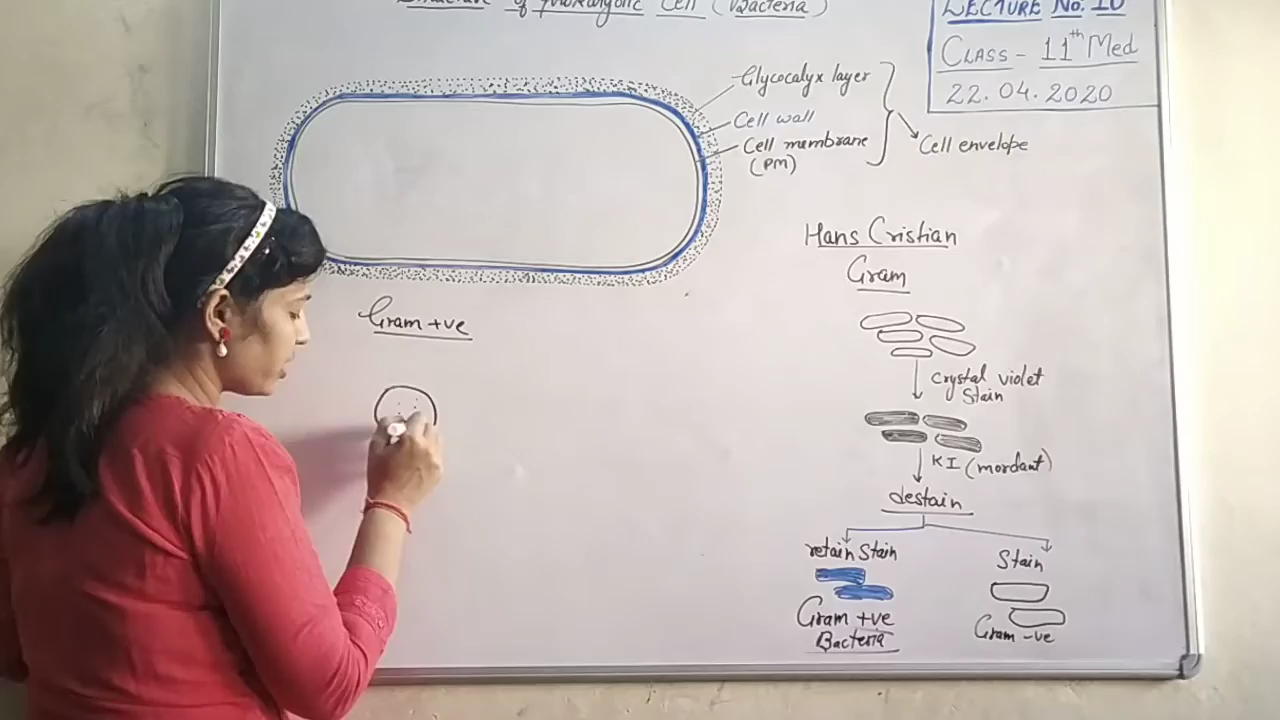 Structure of Prokaryotic Cell (Bacteria)
LECTURE No. 10
CLASS - 11th Med
22.04.2020
Glycocalyx layer
Cell wall
Cell membrane
(PM)
Cell envelope
Hans Cristian
Gram
Gram +ve
Crystal violet
Stain
KI (mordant)
destain
retain stain
Stain
Gram +ve
Bacteria
Gram -ve